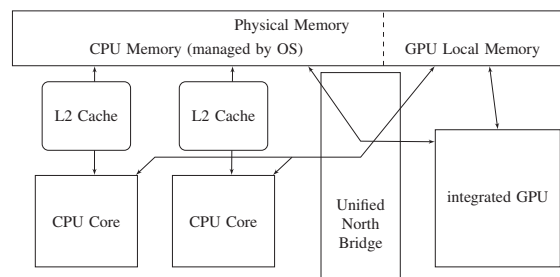 Physical Memory
CPU Memory (managed by OS)
GPU Local Memory
L2 Cache
L2 Cache
CPU Core
CPU Core
Unified
North
Bridge
integrated GPU